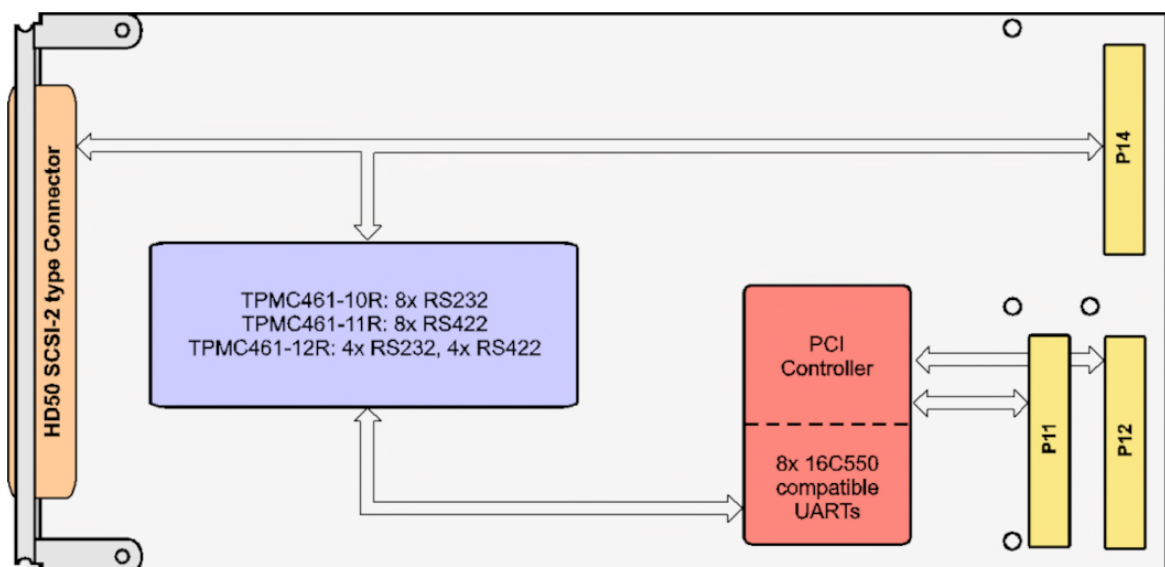 HD50 SCSI-2 type Connector
P14
TPMC461-10R: 8x RS232
TPMC461-11R: 8x RS422
TPMC461-12R: 4x RS232, 4x RS422
PCI
Controller
8x 16C550
compatible
UARTs
P11
P12